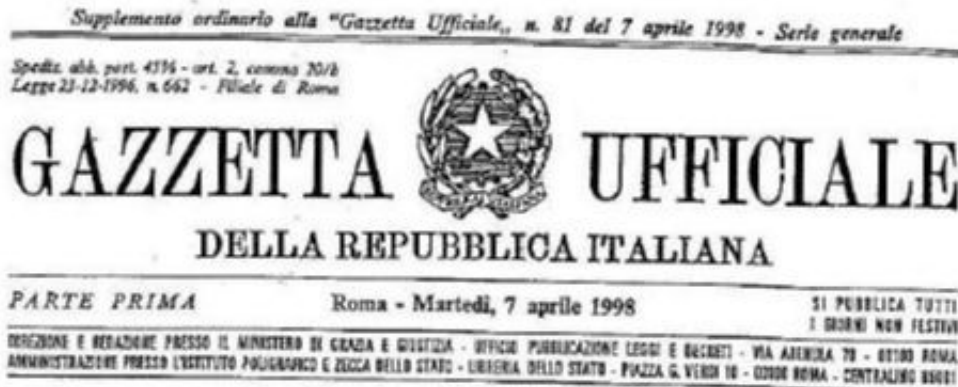 Supplemento ordinario alla "Gazzetta Ufficiale„ n. 81 del 7 aprile 1998 - Serie generale
Spediz. abb. post. 45% - art. 2, comma 20/b
Legge 23-12-1996, n. 662 - Filiale di Roma
GAZZETTA UFFICIALE
DELLA REPUBBLICA ITALIANA
PARTE PRIMA Roma - Martedì, 7 aprile 1998 SI PUBBLICA TUTTI
I GIORNI NON FESTIVI
DIREZIONE E REDAZIONE PRESSO IL MINISTERO DI GRAZIA E GIUSTIZIA - UFFICIO PUBBLICAZIONE LEGGI E DECRETI - VIA ARENULA 70 - 00100 ROMA
AMMINISTRAZIONE PRESSO L'ISTITUTO POLIGRAFICO E ZECCA DELLO STATO - LIBRERIA DELLO STATO - PIAZZA G. VERDI 10 - 00100 ROMA - CENTRALINO